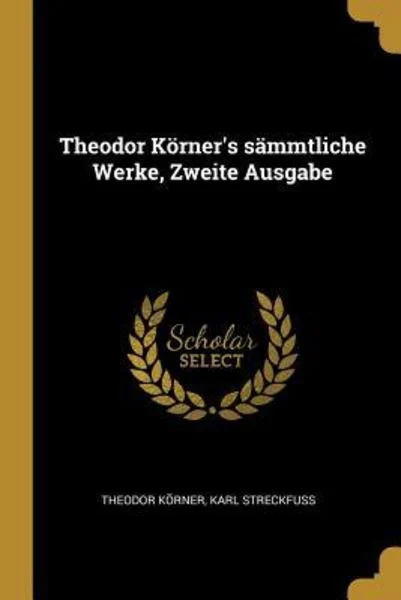 Theodor Körner's sämmtliche
Werke, Zweite Ausgabe
Scholar
SELECT
THEODOR KÖRNER, KARL STRECKFUSS